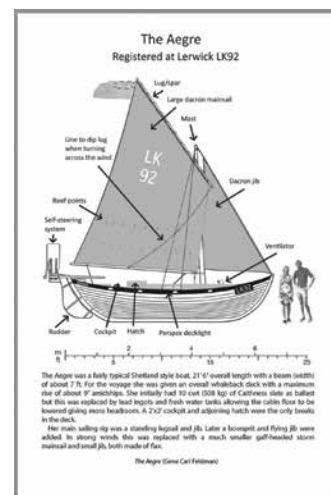 The Aegre
Registered at Lerwick LK92
Lug/spar
Large dacron mainsail
Mast
Line to dip lug
when turning
across the wind
LK
92
Dacron jib
Reef points
Self-steering
system
Ventilator
LK92
Rudder
Cockpit
Hatch
Perspex decklight
m
ft
2
4
6
5
15
25
The Aegre was a fairly typical Shetland style boat, 21'6" overall length with a beam (width)
of about 7 ft. For the voyage she was given an overall whaleback deck with a maximum
rise of about 9" amidships. She initially had 10 cwt (508 kg) of Caithness slate as ballast
but this was replaced by lead ingots and fresh water tanks allowing the cabin floor to be
lowered giving more headroom. A 2'x2' cockpit and adjoining hatch were the only breaks
in the deck.
Her main sailing rig was a standing lugsail and jib. Later a bowsprit and flying jib were
added. In strong winds this was replaced with a much smaller gaff-headed storm
mainsail and small jib, both made of flax.
The Aegre (Gene Carl Feldman)